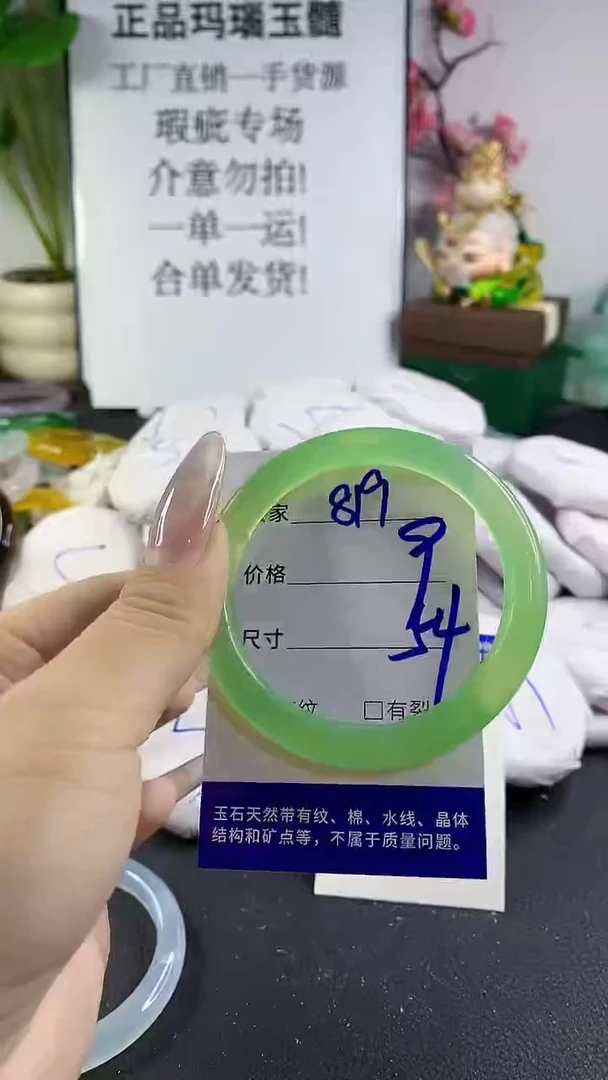 正品玛瑙玉髓
工厂直销一手货源
瑕疵专场
介意勿拍!
一单一运!
合单发货!
家 819
价格 9
尺寸 54
纹 □有裂
玉石天然带有纹、棉、水线、晶体
结构和矿点等，不属于质量问题。